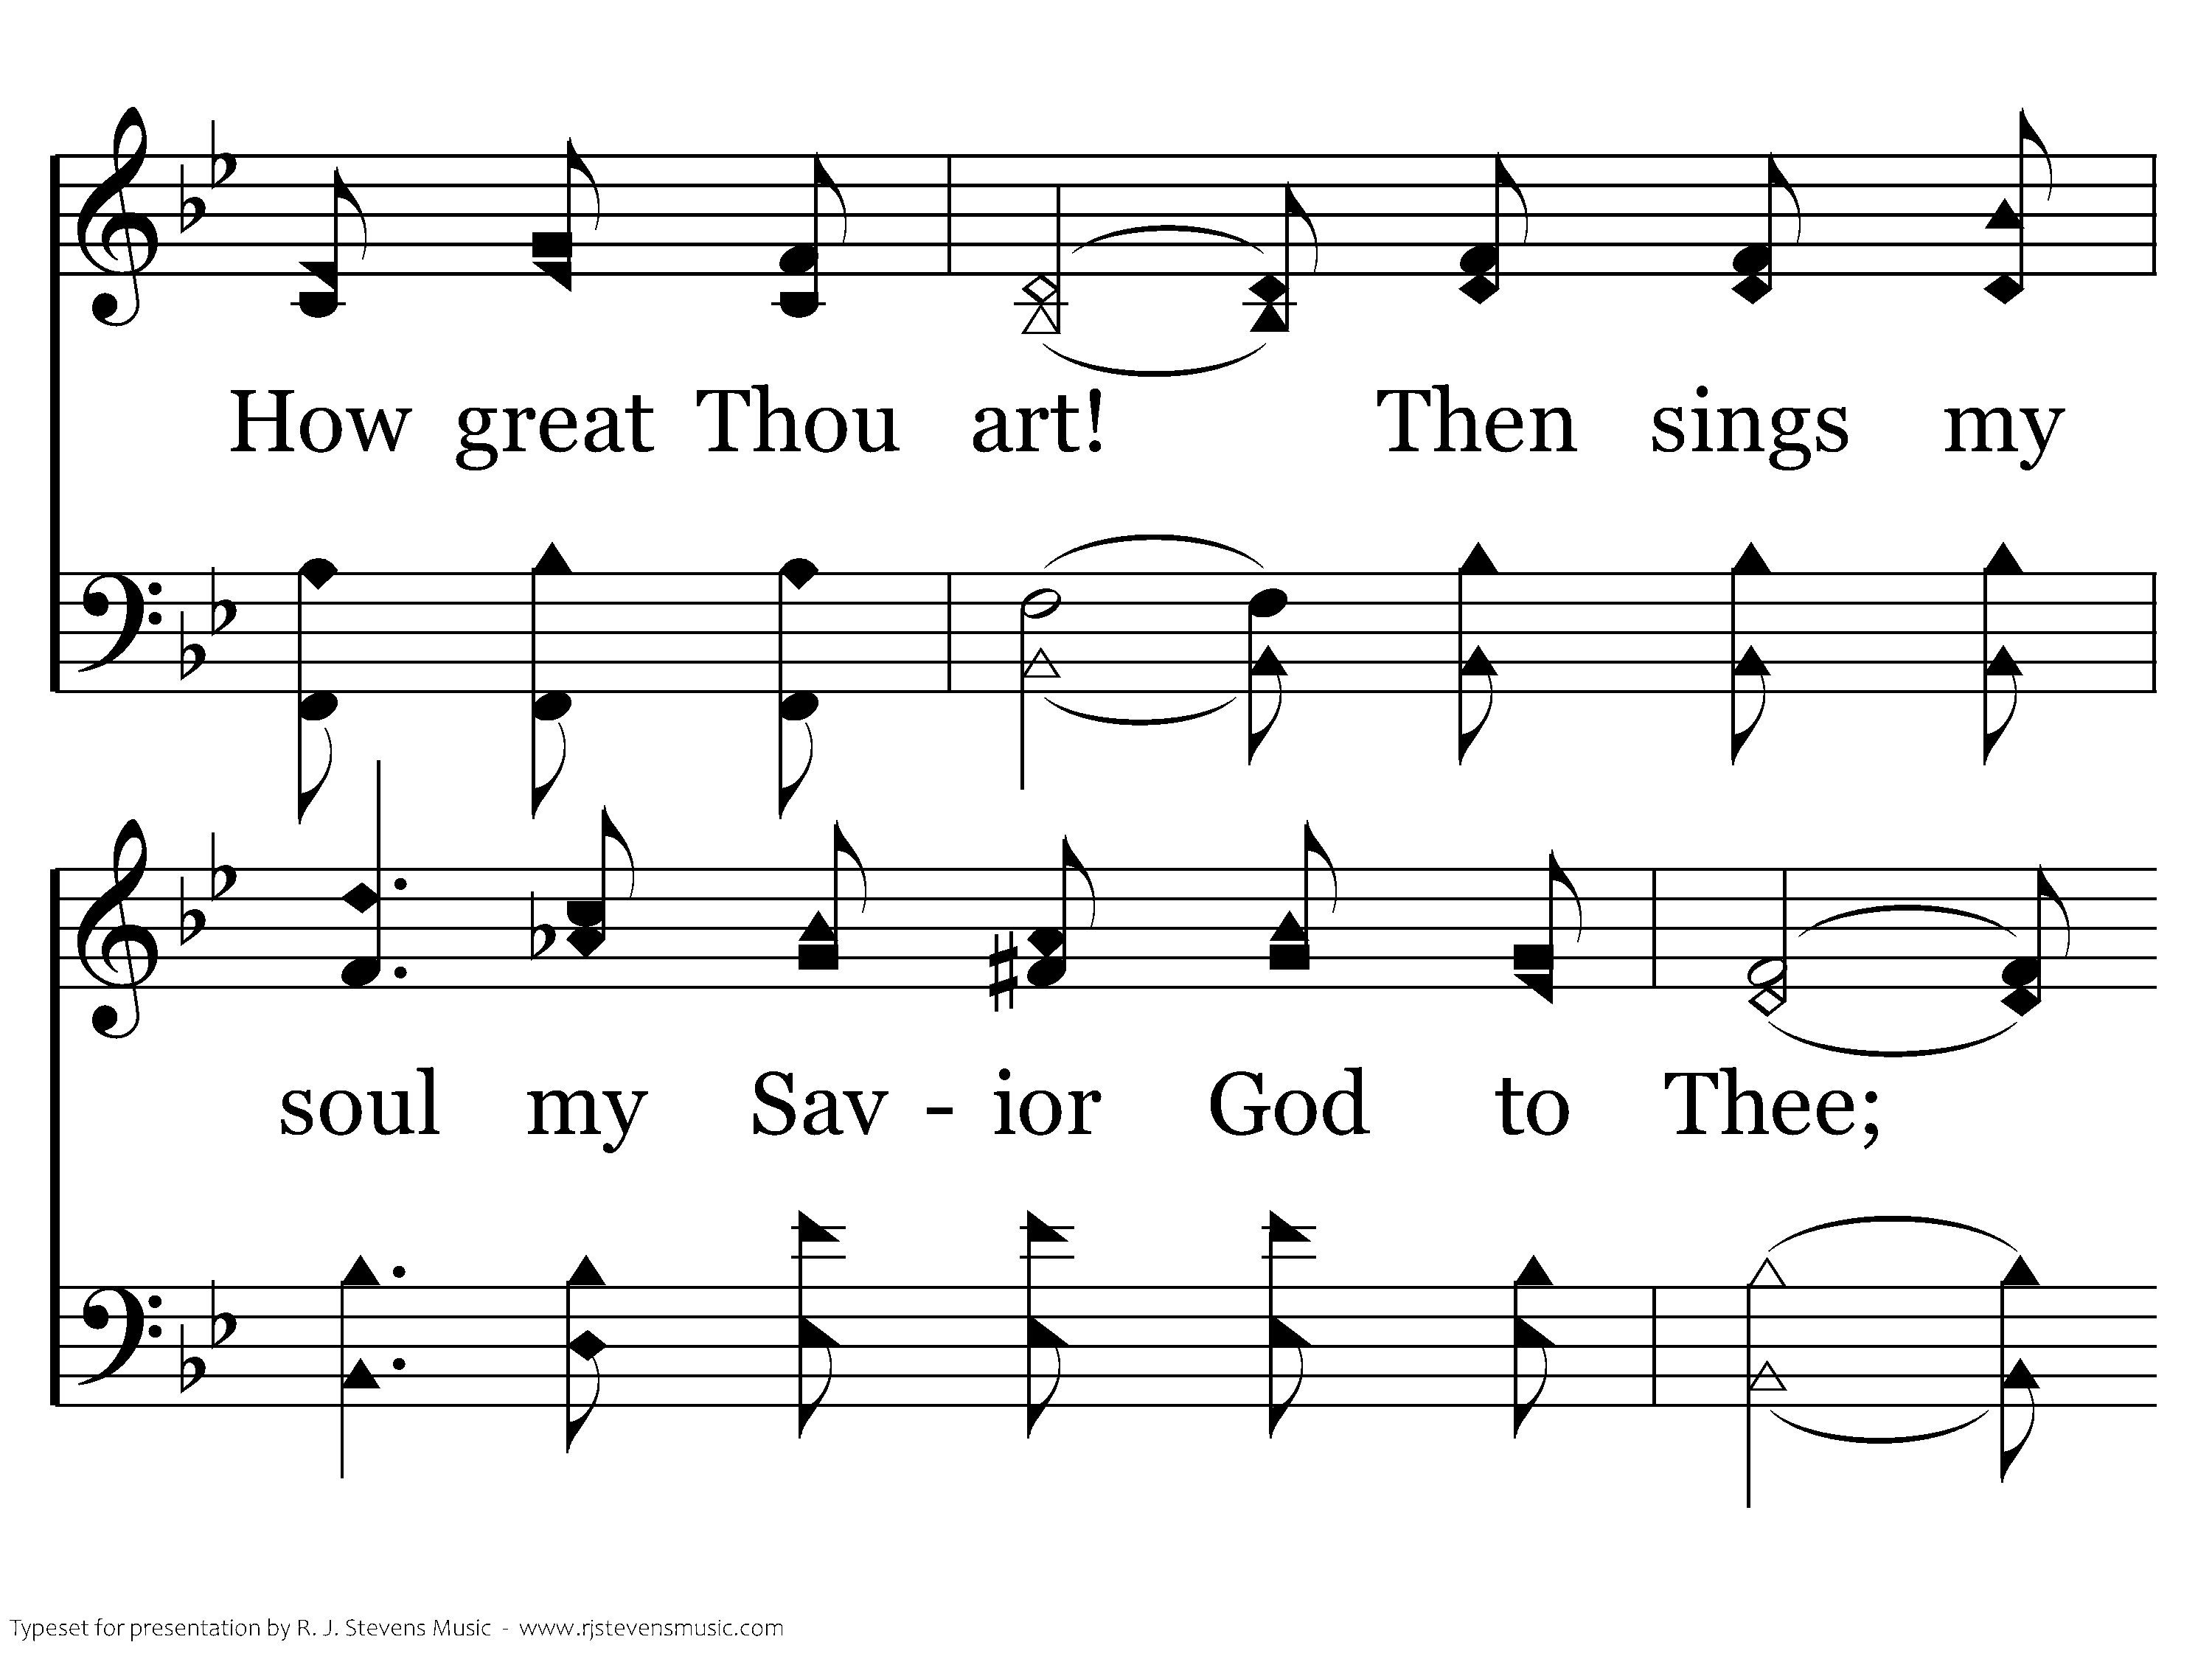 How great Thou art! Then sings my
soul my Sav - ior God to Thee;
Typeset for presentation by R. J. Stevens Music - www.rjstevensmusic.com